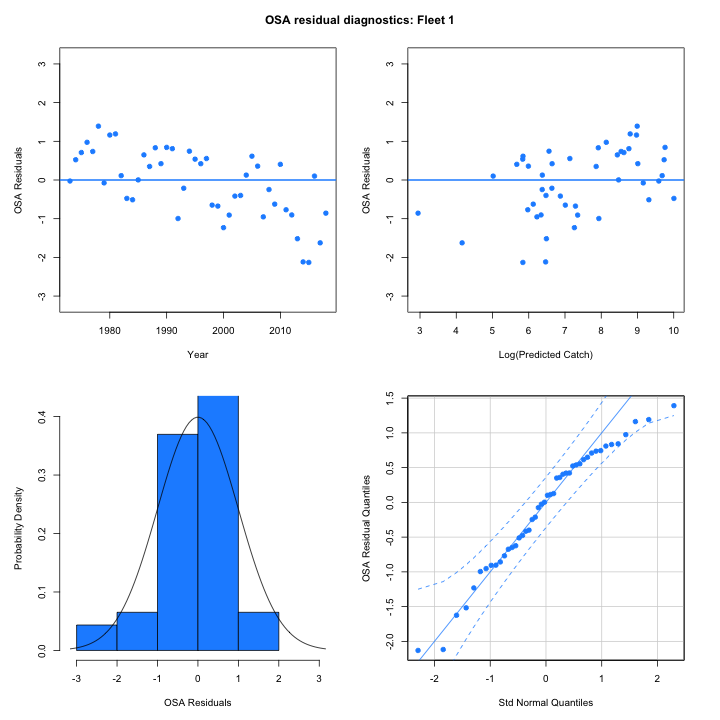 OSA residual diagnostics: Fleet 1
3
2
1
0
-1
-2
-3
OSA Residuals
1980 1990 2000 2010
Year
3
2
1
0
-1
-2
-3
OSA Residuals
3 4 5 6 7 8 9 10
Log(Predicted Catch)
0.4
0.3
0.2
0.1
0.0
Probability Density
-3 -2 -1 0 1 2 3
OSA Residuals
1.5
1.0
0.5
0.0
-0.5
-1.0
-1.5
-2.0
OSA Residual Quantiles
-2 -1 0 1 2
Std Normal Quantiles